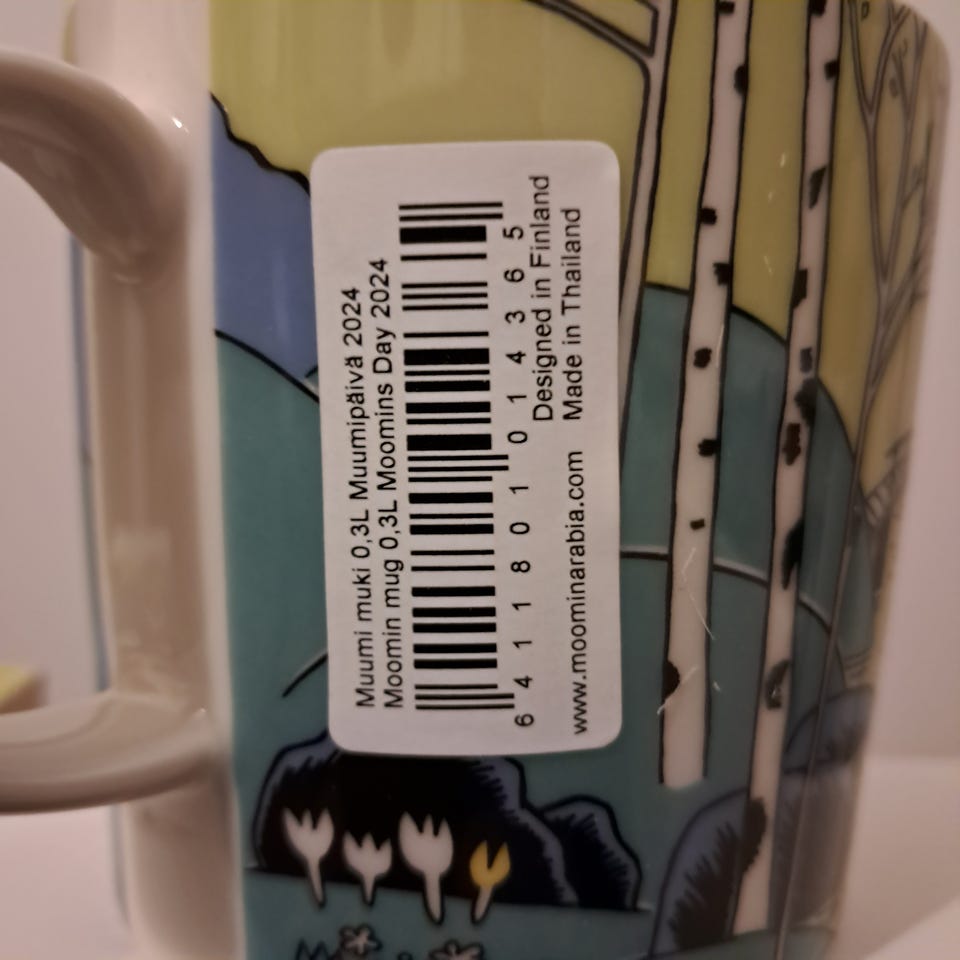 Muumi muki 0,3L Muumipäivä 2024
Moomin mug 0,3L Moomins Day 2024
6 411801 014365
Designed in Finland
www.moominarabia.com Made in Thailand